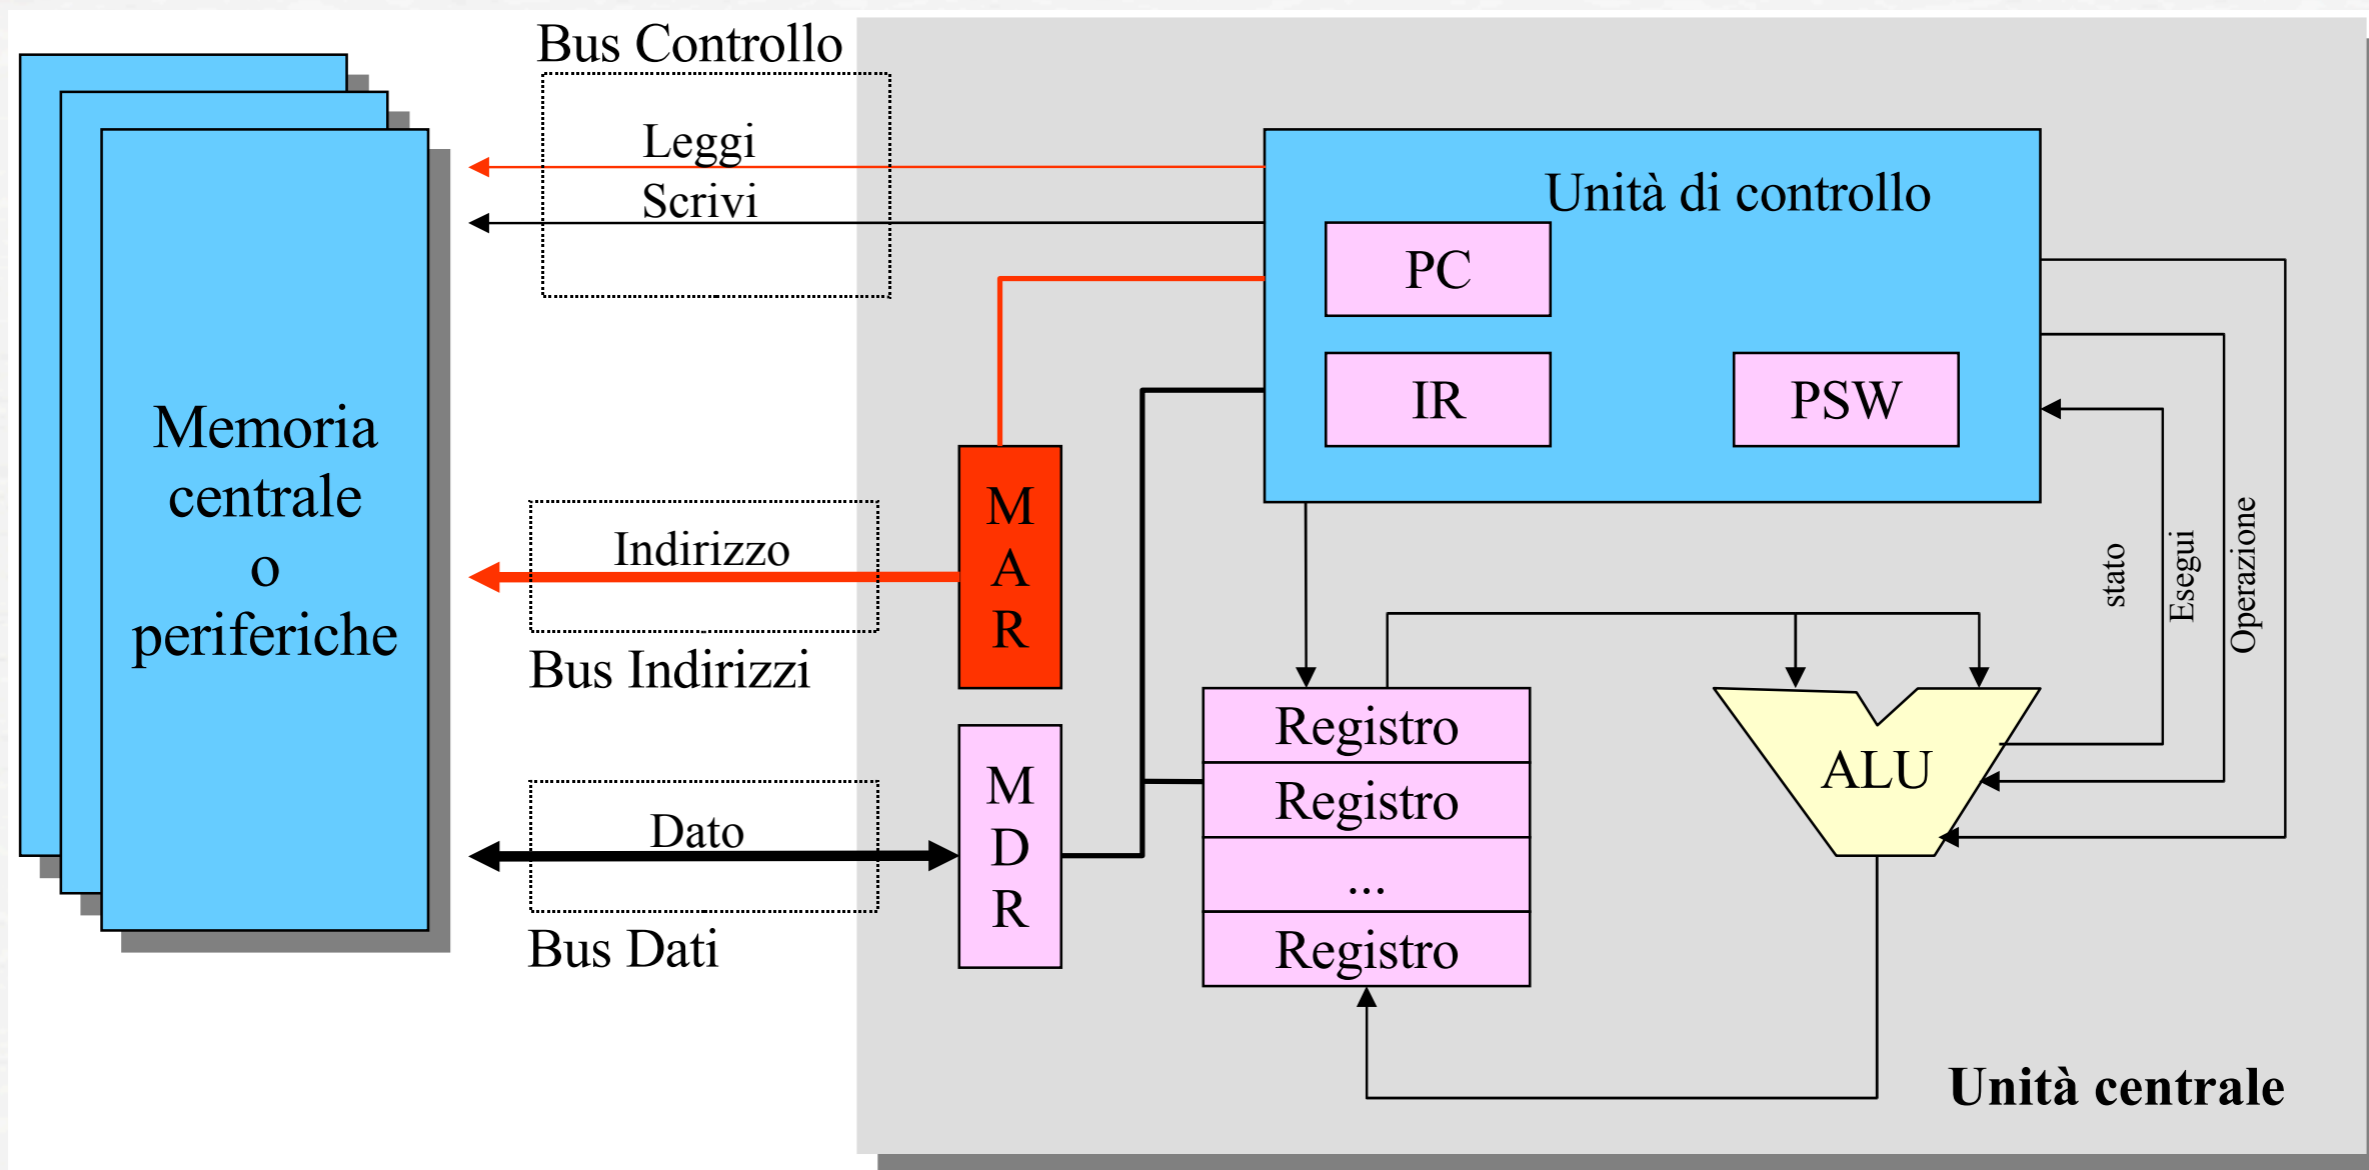 Bus Controllo
Leggi
Scrivi
Unità di controllo
PC
IR
PSW
Memoria
centrale
o
periferiche
Indirizzo
Bus Indirizzi
M
A
R
stato
Esegui
Operazione
Dato
Bus Dati
M
D
R
Registro
Registro
...
Registro
ALU
Unità centrale